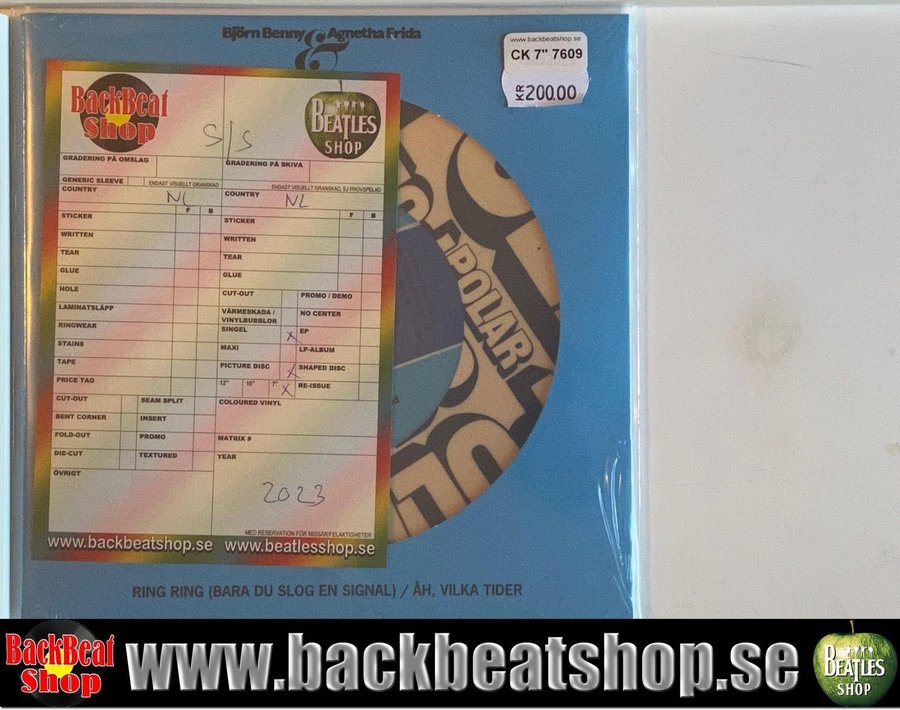 Björn Benny & Agnetha Frida
www.backbeatshop.se
CK 7" 7609
KR 200.00
BackBeat Shop
S/S
BEATLES SHOP
GRADERING PÅ OMSLAG
GRADERING PÅ SKIVA
GENERIC SLEEVE
ENDAST VISUELLT GRANSKAD
ENDAST VISUELLT GRANSKAD, EJ PROVSPELAD
COUNTRY NL
COUNTRY NL
F B
F B
STICKER
STICKER
WRITTEN
WRITTEN
TEAR
TEAR
GLUE
GLUE
HOLE
CUT-OUT
PROMO / DEMO
LAMINATSLÄPP
VÄRMESKADA / VINYLBUBBLOR
NO CENTER
RINGWEAR
SINGEL X
EP
STAINS
MAXI
LP-ALBUM
TAPE
PICTURE DISC X
SHAPED DISC
PRICE TAG
12" 10" 7" X
RE-ISSUE
CUT-OUT
SEAM SPLIT
COLOURED VINYL
BENT CORNER
INSERT
FOLD-OUT
PROMO
MATRIX #
DIE-CUT
TEXTURED
YEAR
ÖVRIGT
2023
MED RESERVATION FÖR MISSAR/FELAKTIGHETER
www.backbeatshop.se www.beatlesshop.se
POLAR
RING RING (BARA DU SLOG EN SIGNAL) / ÅH, VILKA TIDER
BackBeat Shop
www.backbeatshop.se
BEATLES SHOP